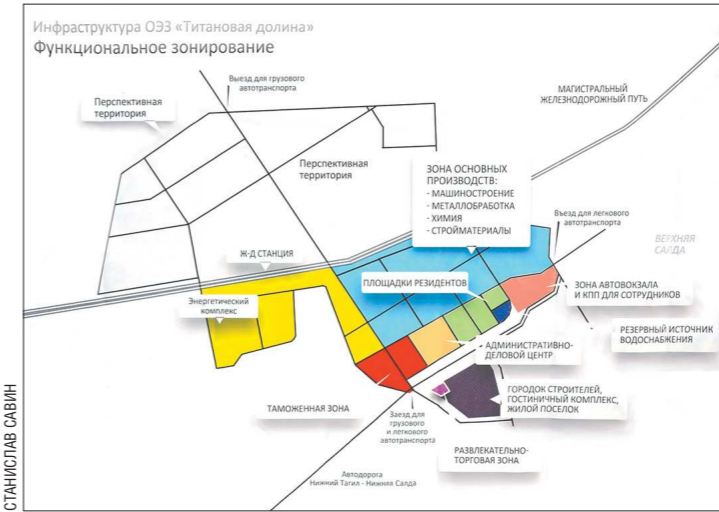 Инфраструктура ОЭЗ «Титановая долина»
Функциональное зонирование
Выезд для грузового
автотранспорта
Перспективная
территория
МАГИСТРАЛЬНЫЙ
ЖЕЛЕЗНОДОРОЖНЫЙ ПУТЬ
Перспективная
территория
ЗОНА ОСНОВНЫХ
ПРОИЗВОДСТВ:
- МАШИНОСТРОЕНИЕ
- МЕТАЛЛОБРАБОТКА
- ХИМИЯ
- СТРОЙМАТЕРИАЛЫ
Въезд для легкового
автотранспорта
ВЕРХНЯЯ
САЛДА
Ж-Д СТАНЦИЯ
ПЛОЩАДКИ РЕЗИДЕНТОВ
ЗОНА АВТОВОКЗАЛА
И КПП ДЛЯ СОТРУДНИКОВ
Энергетический
комплекс
РЕЗЕРВНЫЙ ИСТОЧНИК
ВОДОСНАБЖЕНИЯ
АДМИНИСТРАТИВНО-
ДЕЛОВОЙ ЦЕНТР
ГОРОДОК СТРОИТЕЛЕЙ,
ГОСТИНИЧНЫЙ КОМПЛЕКС,
ЖИЛОЙ ПОСЕЛОК
ТАМОЖЕННАЯ ЗОНА
Заезд для
грузового
и легкового
автотранспорта
РАЗВЛЕКАТЕЛЬНО-
ТОРГОВАЯ ЗОНА
Автодорога
Нижний Тагил - Нижняя Салда
СТАНИСЛАВ САВИН